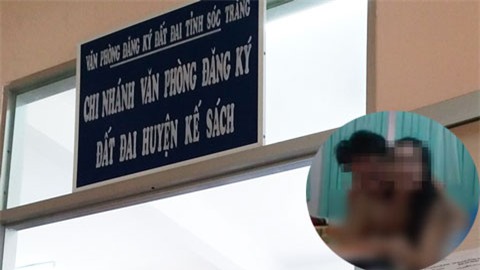 VĂN PHÒNG ĐĂNG KÝ ĐẤT ĐAI TỈNH SÓC TRĂNG
CHI NHÁNH VĂN PHÒNG ĐĂNG KÝ
ĐẤT ĐAI HUYỆN KẾ SÁCH